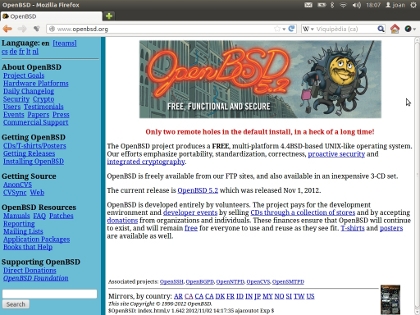 OpenBSD - Mozilla Firefox
18:07
joan
OpenBSD
www.openbsd.org
Viquipèdia (ca)
Language: en [teams]
cs de fr lt nl
About OpenBSD
Project Goals
Hardware Platforms
Daily Changelog
Security Crypto
Users Testimonials
Events Papers Press
Commercial Support
Getting OpenBSD
CDs/T-shirts/Posters
Getting Releases
Installing OpenBSD
Getting Source
AnonCVS
CVSync Web
OpenBSD Resources
Manuals FAQ Patches
Reporting
Mailing Lists
Application Packages
Books that Help
Supporting OpenBSD
Direct Donations
OpenBSD Foundation
Search
OpenBSD
5.2
FREE, FUNCTIONAL AND SECURE
Only two remote holes in the default install, in a heck of a long time!
The OpenBSD project produces a FREE, multi-platform 4.4BSD-based UNIX-like operating system.
Our efforts emphasize portability, standardization, correctness, proactive security and
integrated cryptography.
OpenBSD is freely available from our FTP sites, and also available in an inexpensive 3-CD set.
The current release is OpenBSD 5.2 which was released Nov 1, 2012.
OpenBSD is developed entirely by volunteers. The project pays for the development
environment and developer events by selling CDs through a collection of stores and by accepting
donations from organizations and individuals. These finances ensure that OpenBSD will continue
to exist, and will remain free for everyone to use and reuse as they see fit. T-shirts and posters
are available as well.
Associated projects: OpenSSH, OpenBGPD, OpenNTPD, OpenCVS, OpenSMTPD
Mirrors, by country: AR CA CA CA DK FR ID IN JP MY NO SI TW US
This site Copyright © 1996-2012 OpenBSD.
$OpenBSD: index.html,v 1.642 2012/11/02 14:17:35 ajacoutot Exp $